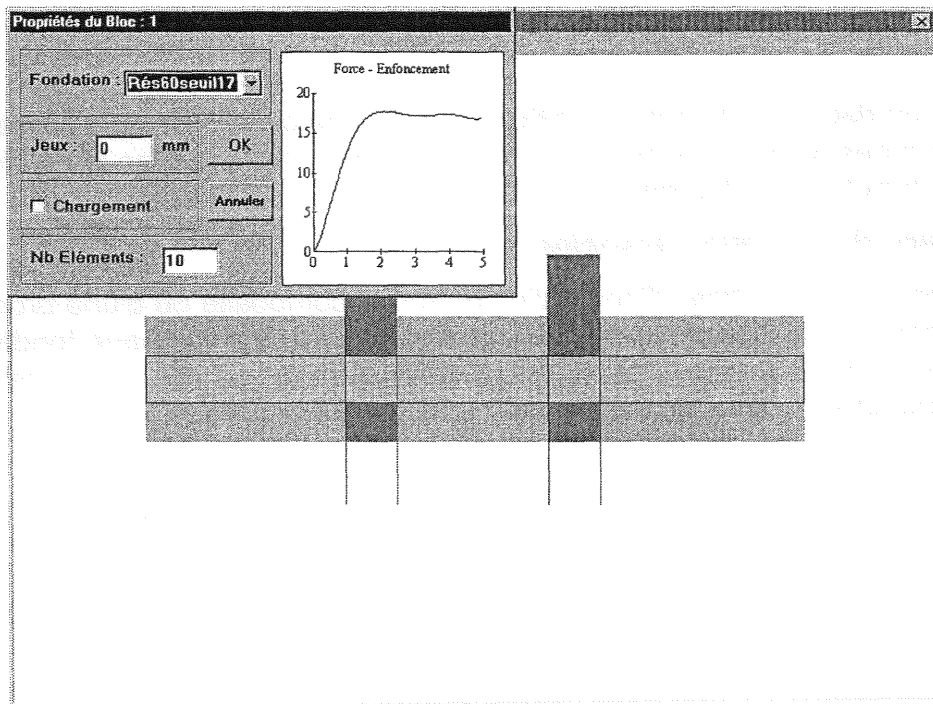 Propriétés du Bloc : 1
Fondation : Rés60seuil17
Jeux : 0 mm
OK
Chargement
Annuler
Nb Eléments : 10
Force - Enfoncement
20
15
10
5
0
0 1 2 3 4 5